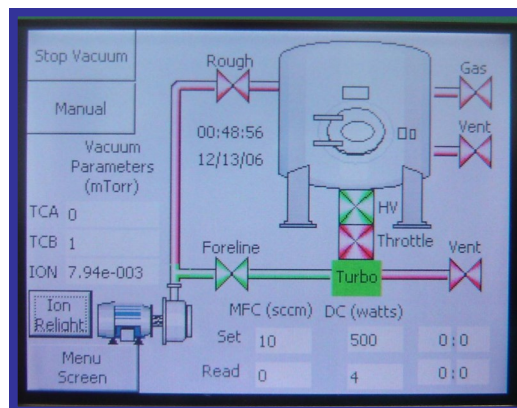 Stop Vacuum
Rough
Gas
Manual
00:48:56
Vent
Vacuum
Parameters
(mTorr)
12/13/06
TCA 0
HV
TCB 1
Foreline
Throttle
Vent
ION 7.94e-003
Turbo
Ion
Relight
MFC (sccm) DC (watts)
Set 10 500 0:0
Menu
Screen
Read 0 4 0:0